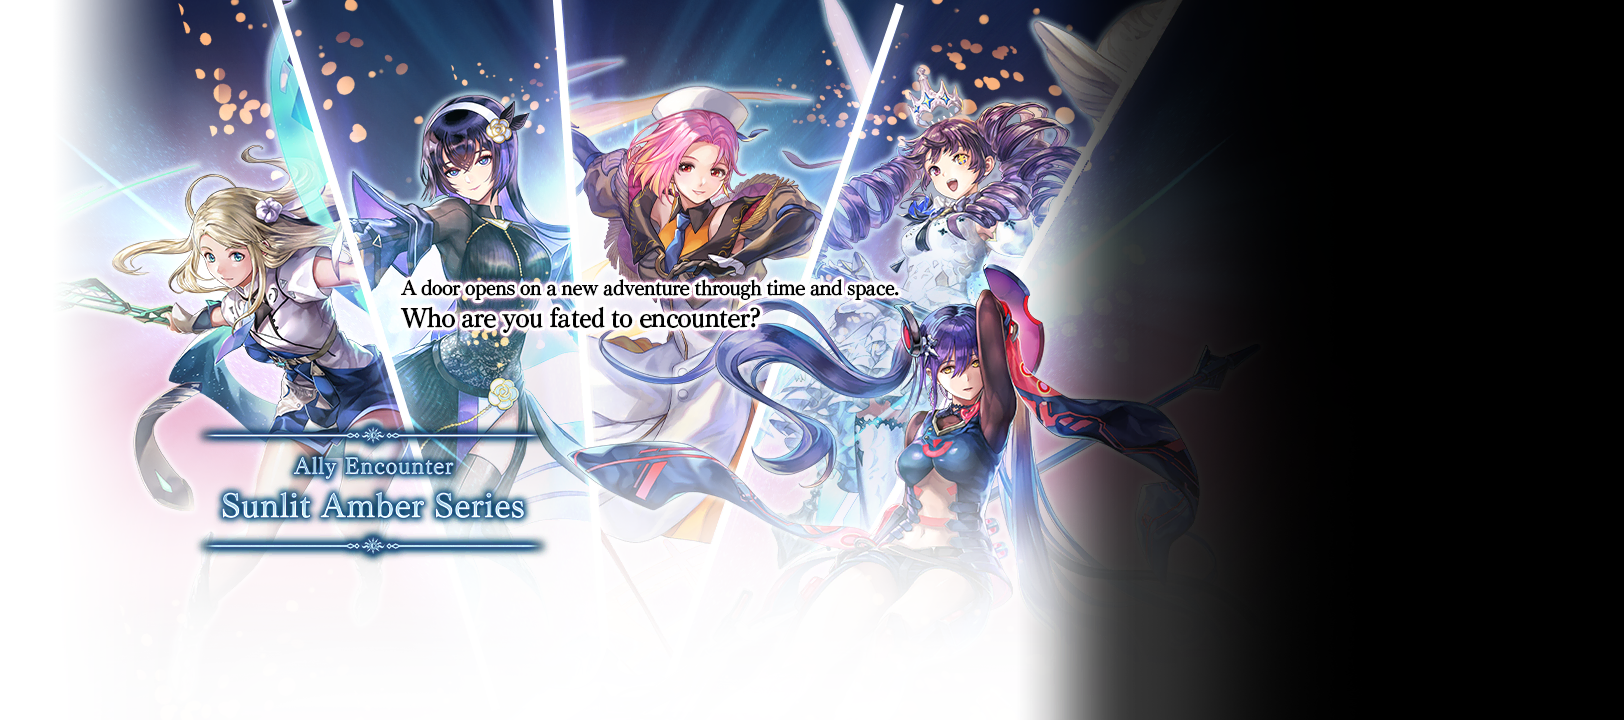 A door opens on a new adventure through time and space.
Who are you fated to encounter?
Ally Encounter
Sunlit Amber Series